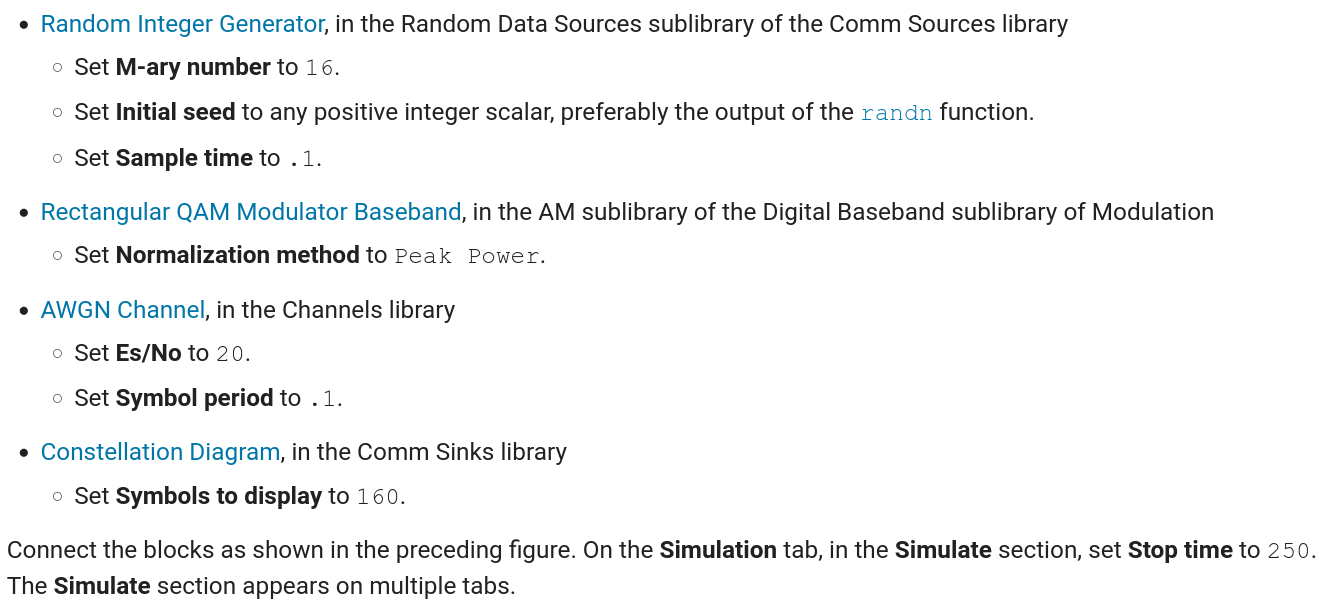 • Random Integer Generator, in the Random Data Sources sublibrary of the Comm Sources library
○ Set M-ary number to 16.
○ Set Initial seed to any positive integer scalar, preferably the output of the randn function.
○ Set Sample time to .1.
• Rectangular QAM Modulator Baseband, in the AM sublibrary of the Digital Baseband sublibrary of Modulation
○ Set Normalization method to Peak Power.
• AWGN Channel, in the Channels library
○ Set Es/No to 20.
○ Set Symbol period to .1.
• Constellation Diagram, in the Comm Sinks library
○ Set Symbols to display to 160.
Connect the blocks as shown in the preceding figure. On the Simulation tab, in the Simulate section, set Stop time to 250.
The Simulate section appears on multiple tabs.